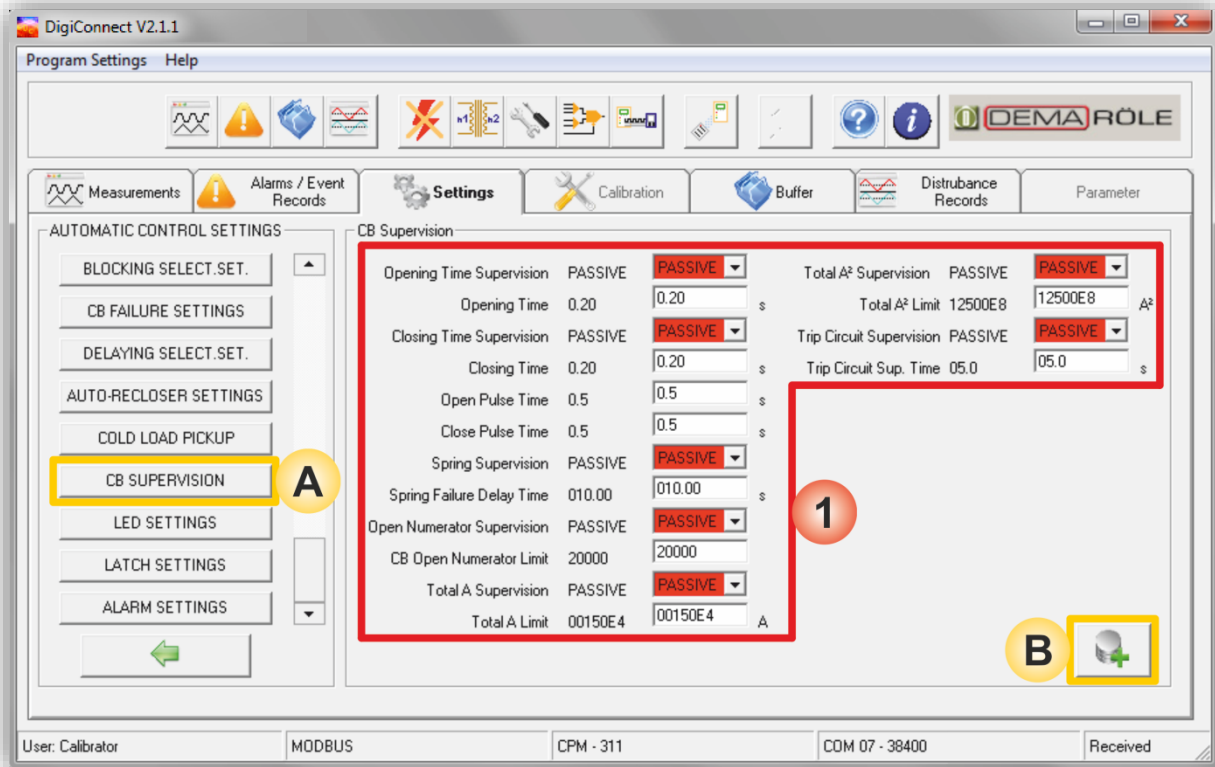 DigiConnect V2.1.1
Program Settings Help
h1 h2
DEMA RÖLE
Measurements
Alarms / Event
Records
Settings
Calibration
Buffer
Distrubance
Records
Parameter
AUTOMATIC CONTROL SETTINGS
BLOCKING SELECT.SET.
CB FAILURE SETTINGS
DELAYING SELECT.SET.
AUTO-RECLOSER SETTINGS
COLD LOAD PICKUP
CB SUPERVISION
A
LED SETTINGS
LATCH SETTINGS
ALARM SETTINGS
CB Supervision
Opening Time Supervision PASSIVE PASSIVE
Opening Time 0.20 0.20 s
Closing Time Supervision PASSIVE PASSIVE
Closing Time 0.20 0.20 s
Open Pulse Time 0.5 0.5 s
Close Pulse Time 0.5 0.5 s
Spring Supervision PASSIVE PASSIVE
Spring Failure Delay Time 010.00 010.00 s
Open Numerator Supervision PASSIVE PASSIVE
CB Open Numerator Limit 20000 20000
Total A Supervision PASSIVE PASSIVE
Total A Limit 00150E4 00150E4 A
Total A² Supervision PASSIVE PASSIVE
Total A² Limit 12500E8 12500E8 A²
Trip Circuit Supervision PASSIVE PASSIVE
Trip Circuit Sup. Time 05.0 05.0 s
1
B
User: Calibrator MODBUS CPM - 311 COM 07 - 38400 Received